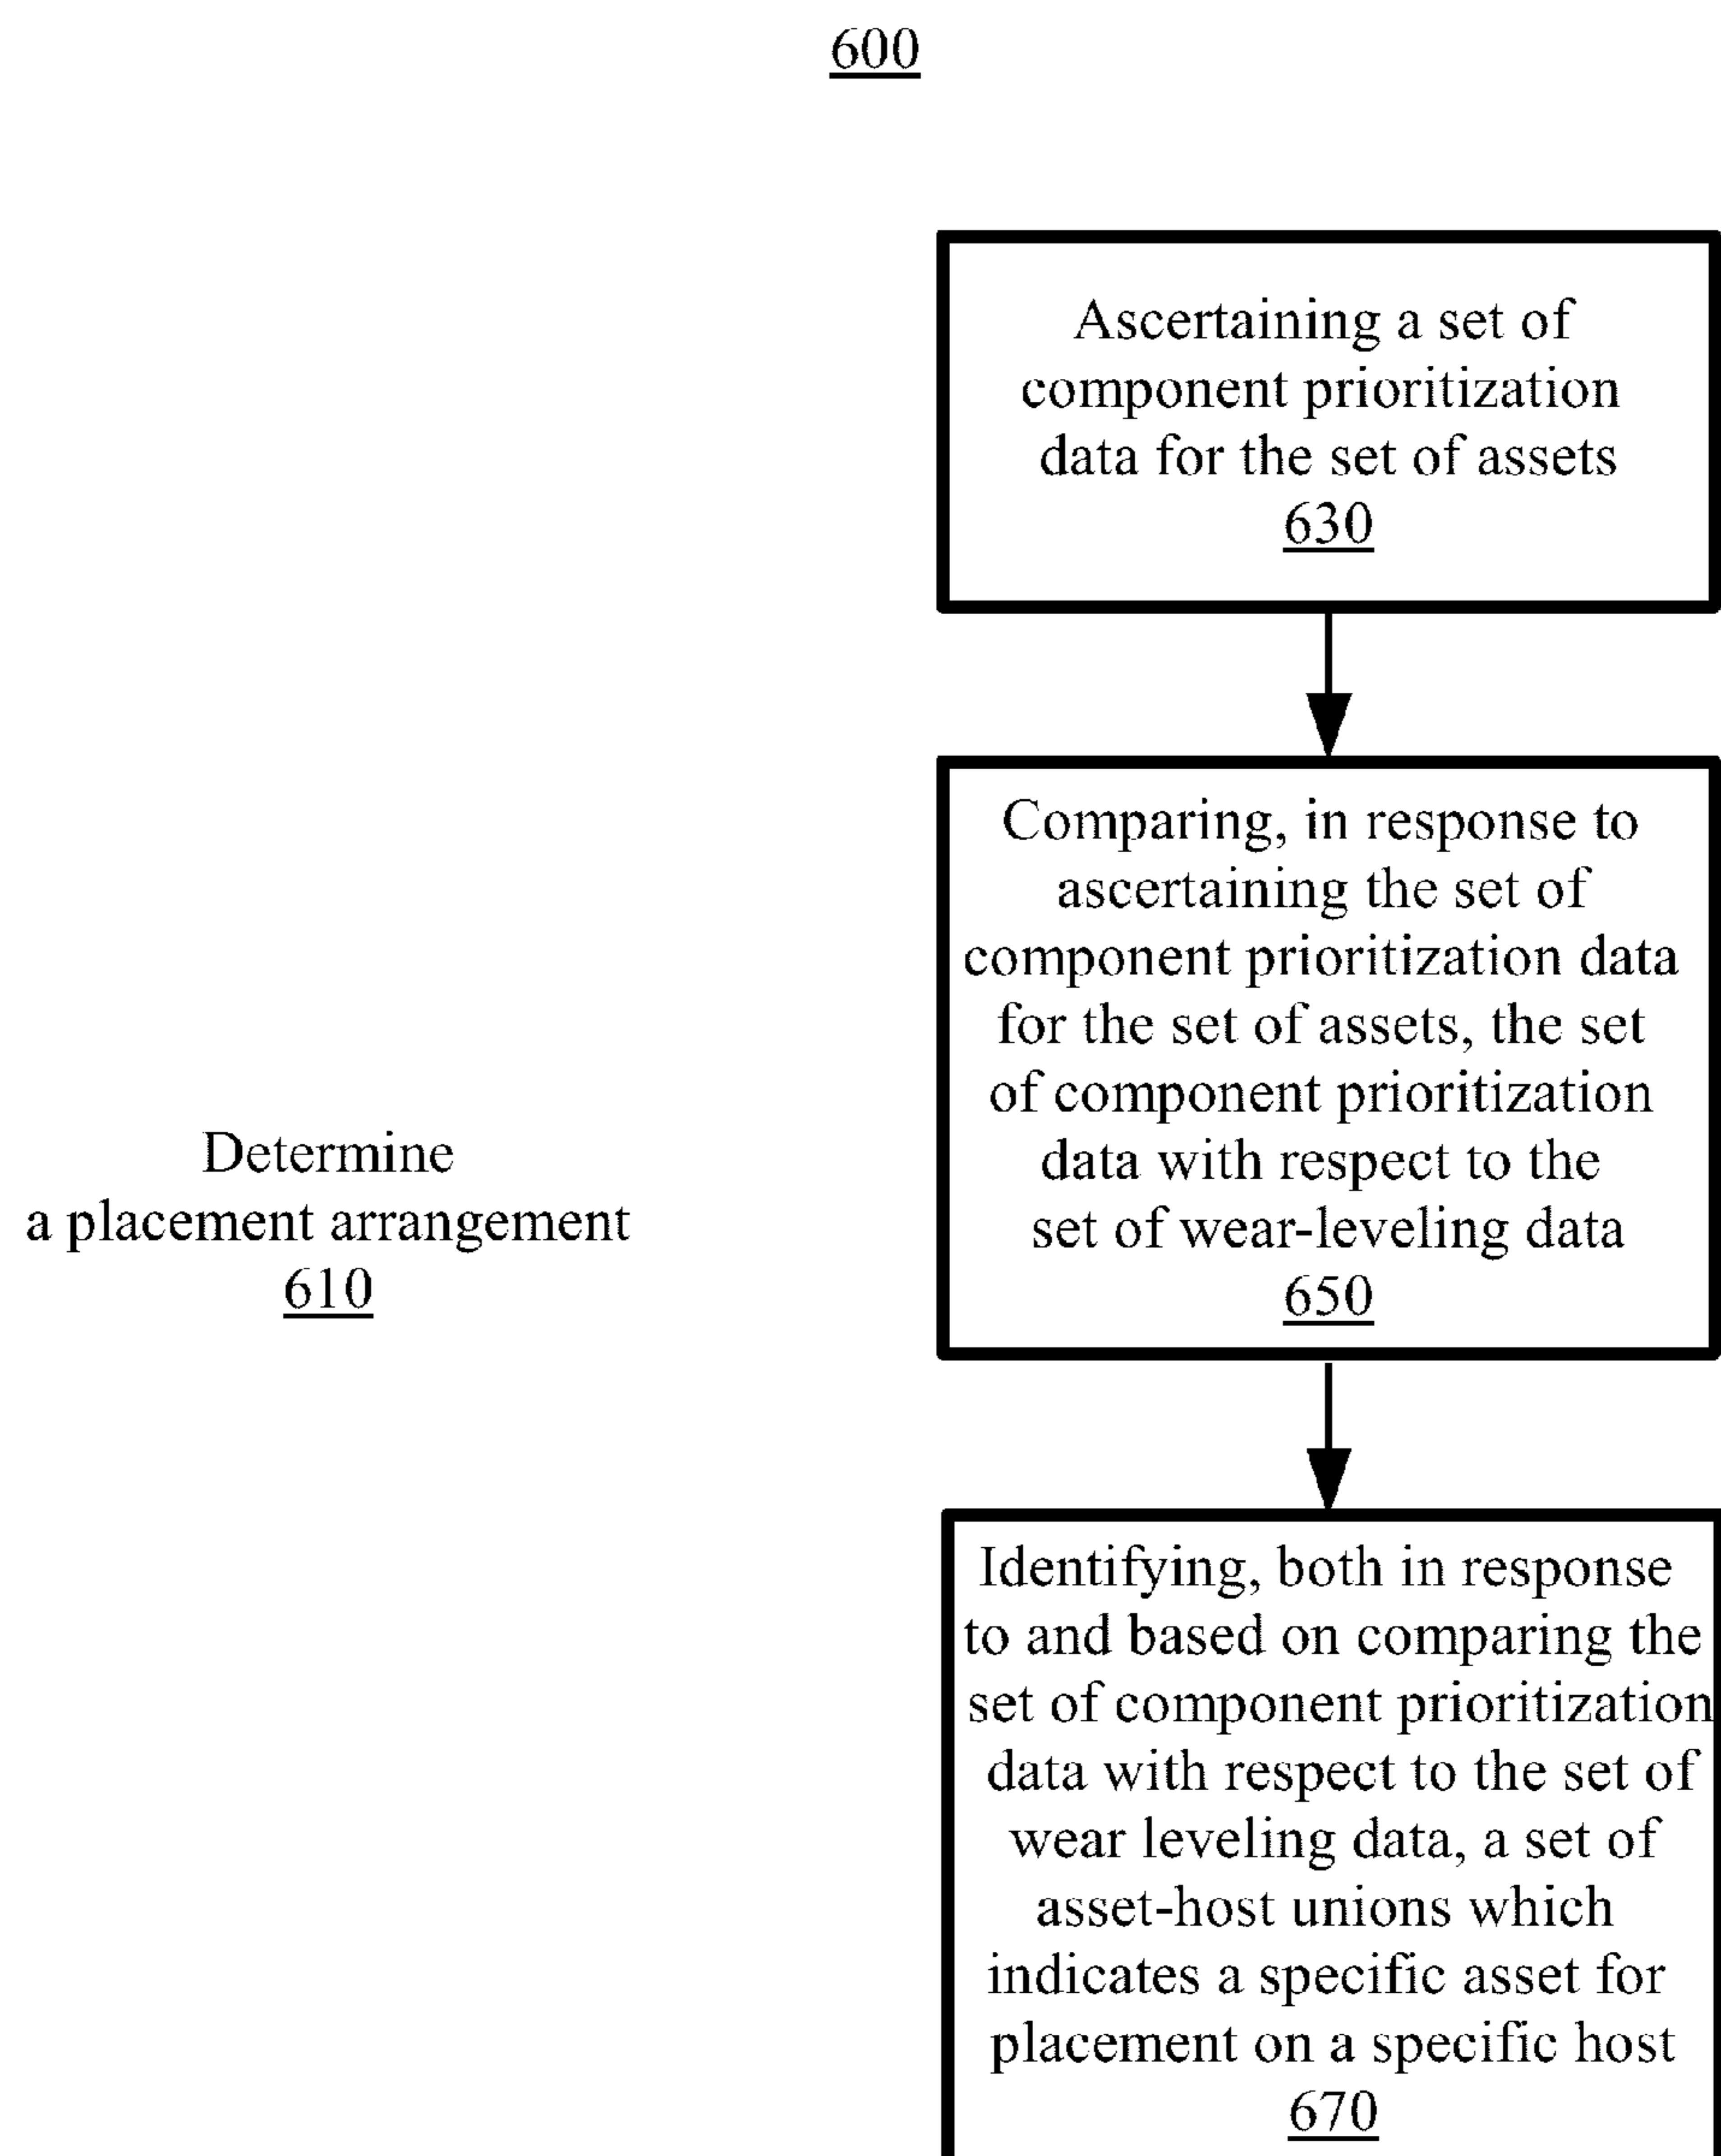 600
Ascertaining a set of
component prioritization
data for the set of assets
630
Comparing, in response to
ascertaining the set of
component prioritization data
for the set of assets, the set
of component prioritization
data with respect to the
set of wear-leveling data
650
Determine
a placement arrangement
610
Identifying, both in response
to and based on comparing the
set of component prioritization
data with respect to the set of
wear leveling data, a set of
asset-host unions which
indicates a specific asset for
placement on a specific host
670